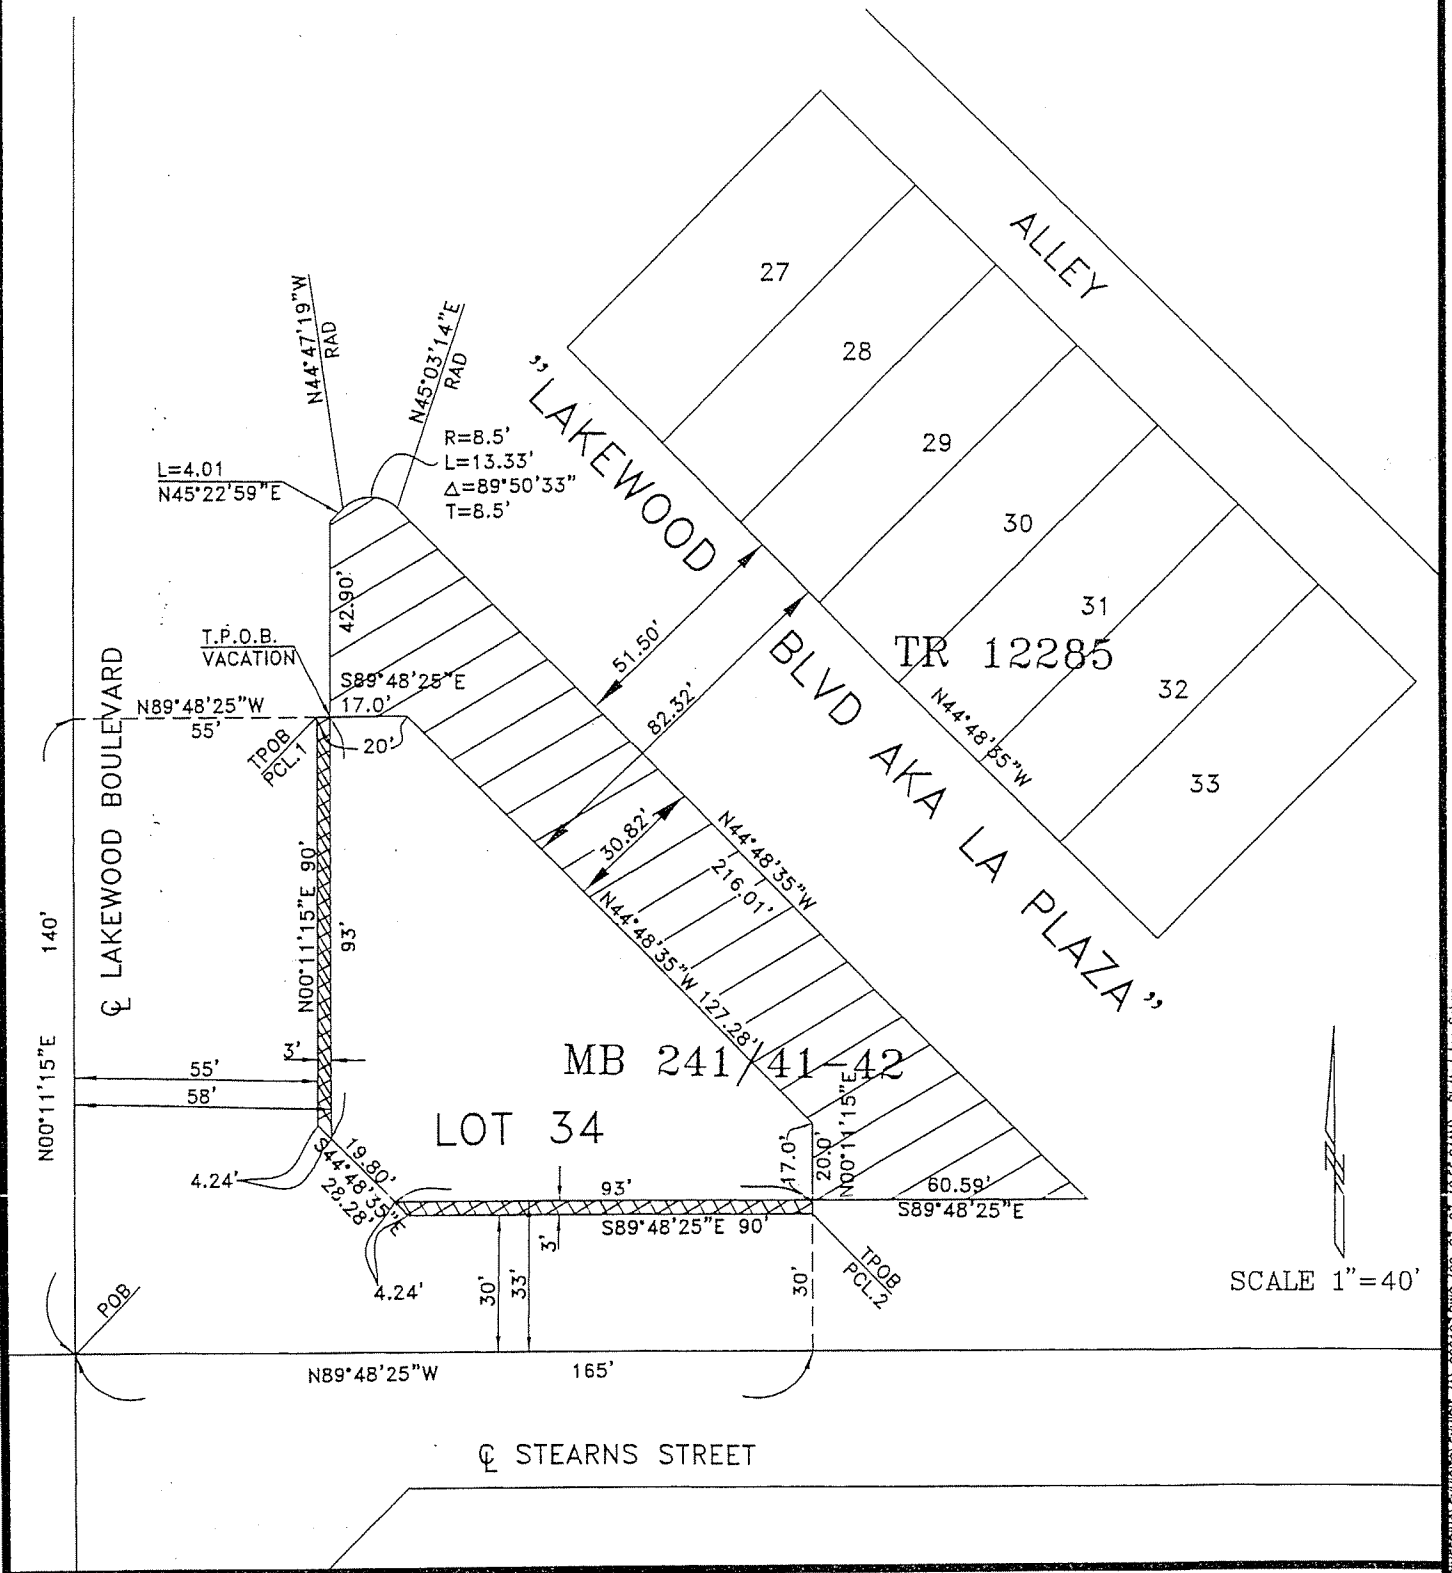 ALLEY
27
28
29
30
31
32
33
"LAKEWOOD
BLVD AKA LA PLAZA"
TR 12285
N44°48'35"W
N44°47'19"W
RAD
N45°03'14"E
RAD
R=8.5'
L=13.33'
Δ=89°50'33"
T=8.5'
L=4.01
N45°22'59"E
42.90'
51.50'
82.32'
30.82'
T.P.O.B.
VACATION
S89°48'25"E
17.0'
20'
N89°48'25"W
55'
TPOB
PCL.1
℄ LAKEWOOD BOULEVARD
N00°11'15"E 90'
93'
N44°48'35"W
216.01'
N44°48'35"W 127.28'
140'
N00°11'15"E
3'
55'
58'
MB 241/41-42
LOT 34
4.24'
19.80'
S44°48'35"E
28.28'
93'
17.0'
20.0'
N00°11'15"E
60.59'
S89°48'25"E
S89°48'25"E 90'
3'
4.24'
30'
33'
30'
TPOB
PCL.2
SCALE 1"=40'
POB
N89°48'25"W
165'
℄ STEARNS STREET